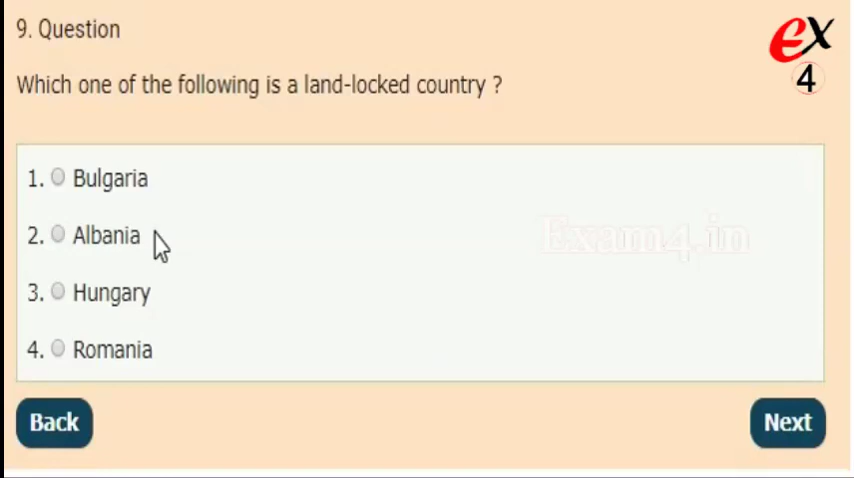 9. Question
ex
4
Which one of the following is a land-locked country ?
1. Bulgaria
2. Albania
Exam4.in
3. Hungary
4. Romania
Back
Next